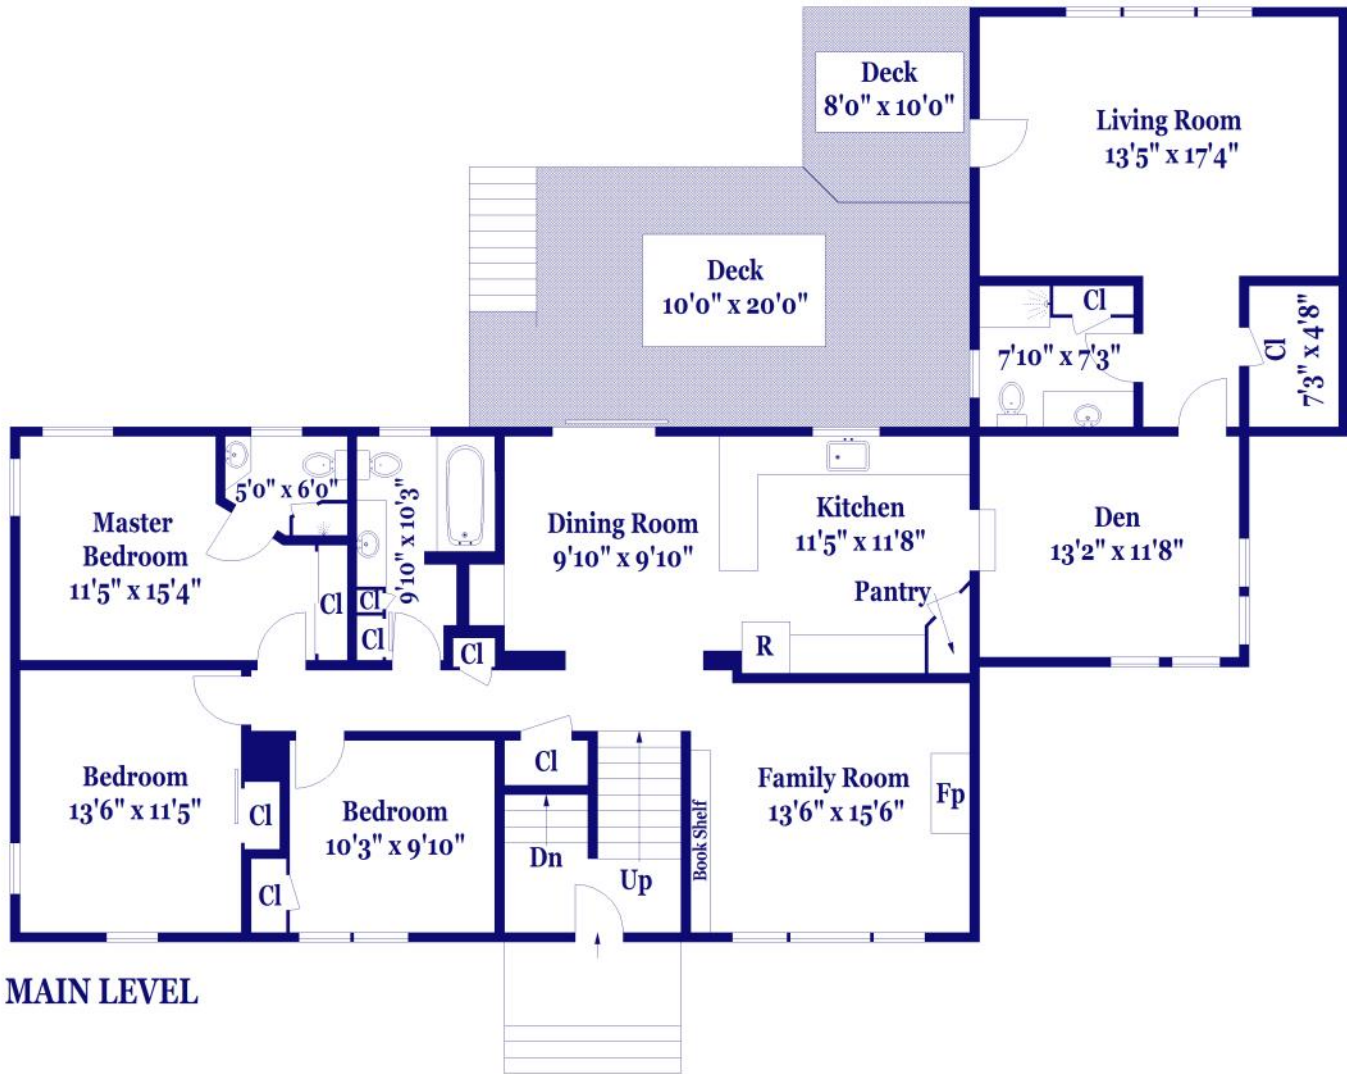 Deck
8'0" x 10'0"
Living Room
13'5" x 17'4"
Deck
10'0" x 20'0"
Cl
7'10" x 7'3"
Cl
7'3" x 4'8"
Master
Bedroom
11'5" x 15'4"
5'0" x 6'0"
Cl
9'10" x 10'3"
Cl
Cl
Cl
Dining Room
9'10" x 9'10"
Kitchen
11'5" x 11'8"
Pantry
R
Den
13'2" x 11'8"
Bedroom
13'6" x 11'5"
Cl
Cl
Bedroom
10'3" x 9'10"
Cl
Dn
Up
Book Shelf
Family Room
13'6" x 15'6"
Fp
MAIN LEVEL